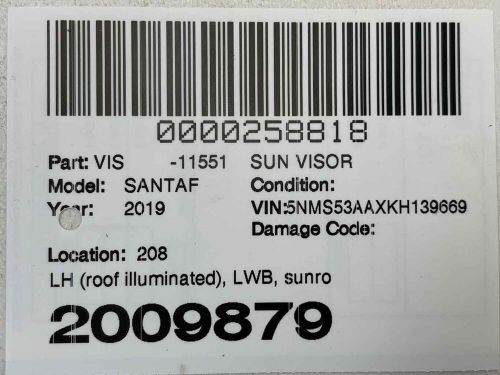 0000258818
Part: VIS -11551 SUN VISOR
Model: SANTAF Condition:
Year: 2019 VIN:5NMS53AAXKH139669
Damage Code:
Location: 208
LH (roof illuminated), LWB, sunro
2009879